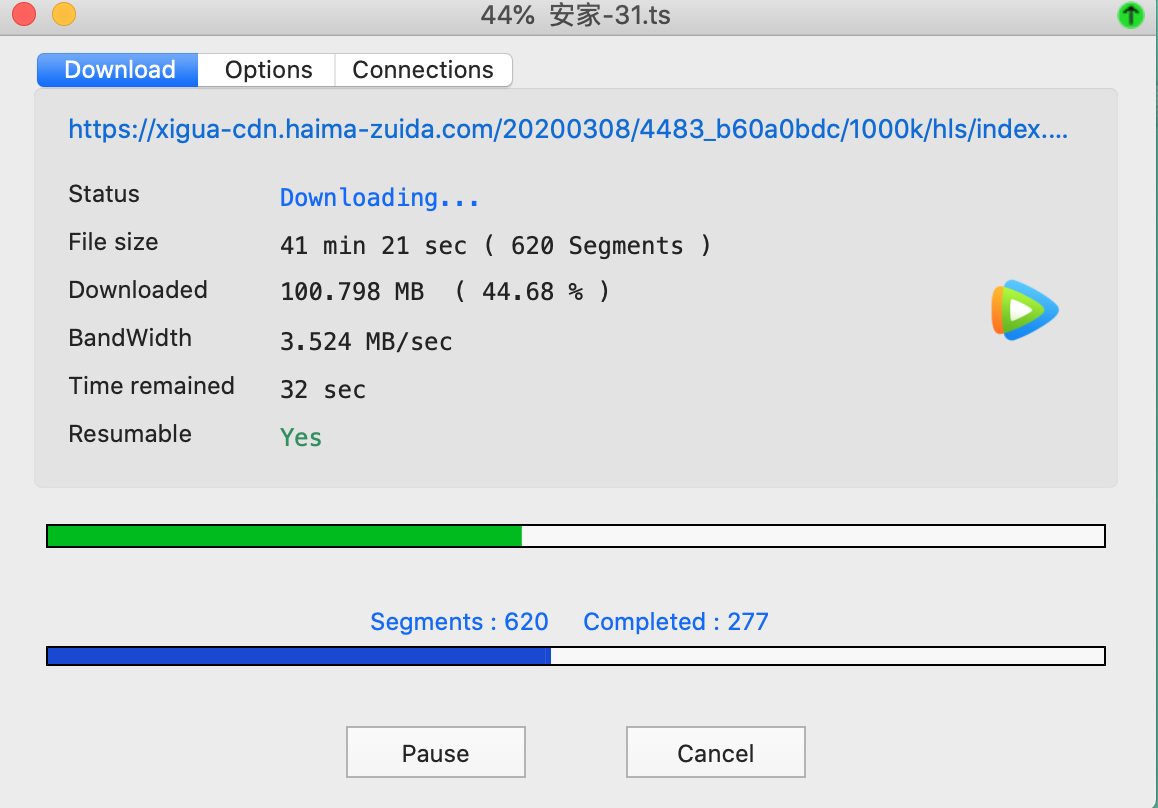 44% 安家-31.ts
Download Options Connections
https://xigua-cdn.haima-zuida.com/20200308/4483_b60a0bdc/1000k/hls/index....
Status Downloading...
File size 41 min 21 sec ( 620 Segments )
Downloaded 100.798 MB ( 44.68 % )
BandWidth 3.524 MB/sec
Time remained 32 sec
Resumable Yes
Segments : 620 Completed : 277
Pause Cancel